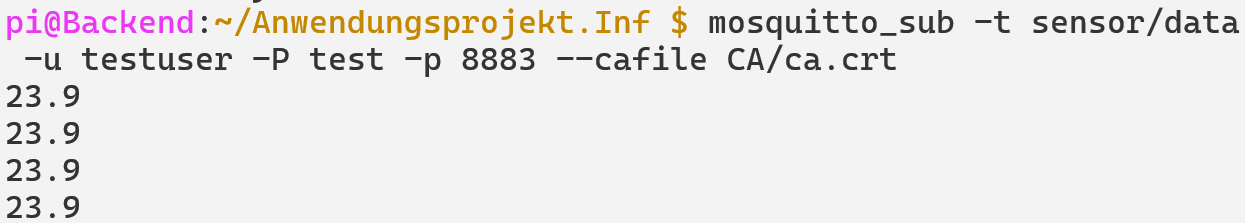 pi@Backend:~/Anwendungsprojekt.Inf $ mosquitto_sub -t sensor/data
-u testuser -P test -p 8883 --cafile CA/ca.crt
23.9
23.9
23.9
23.9